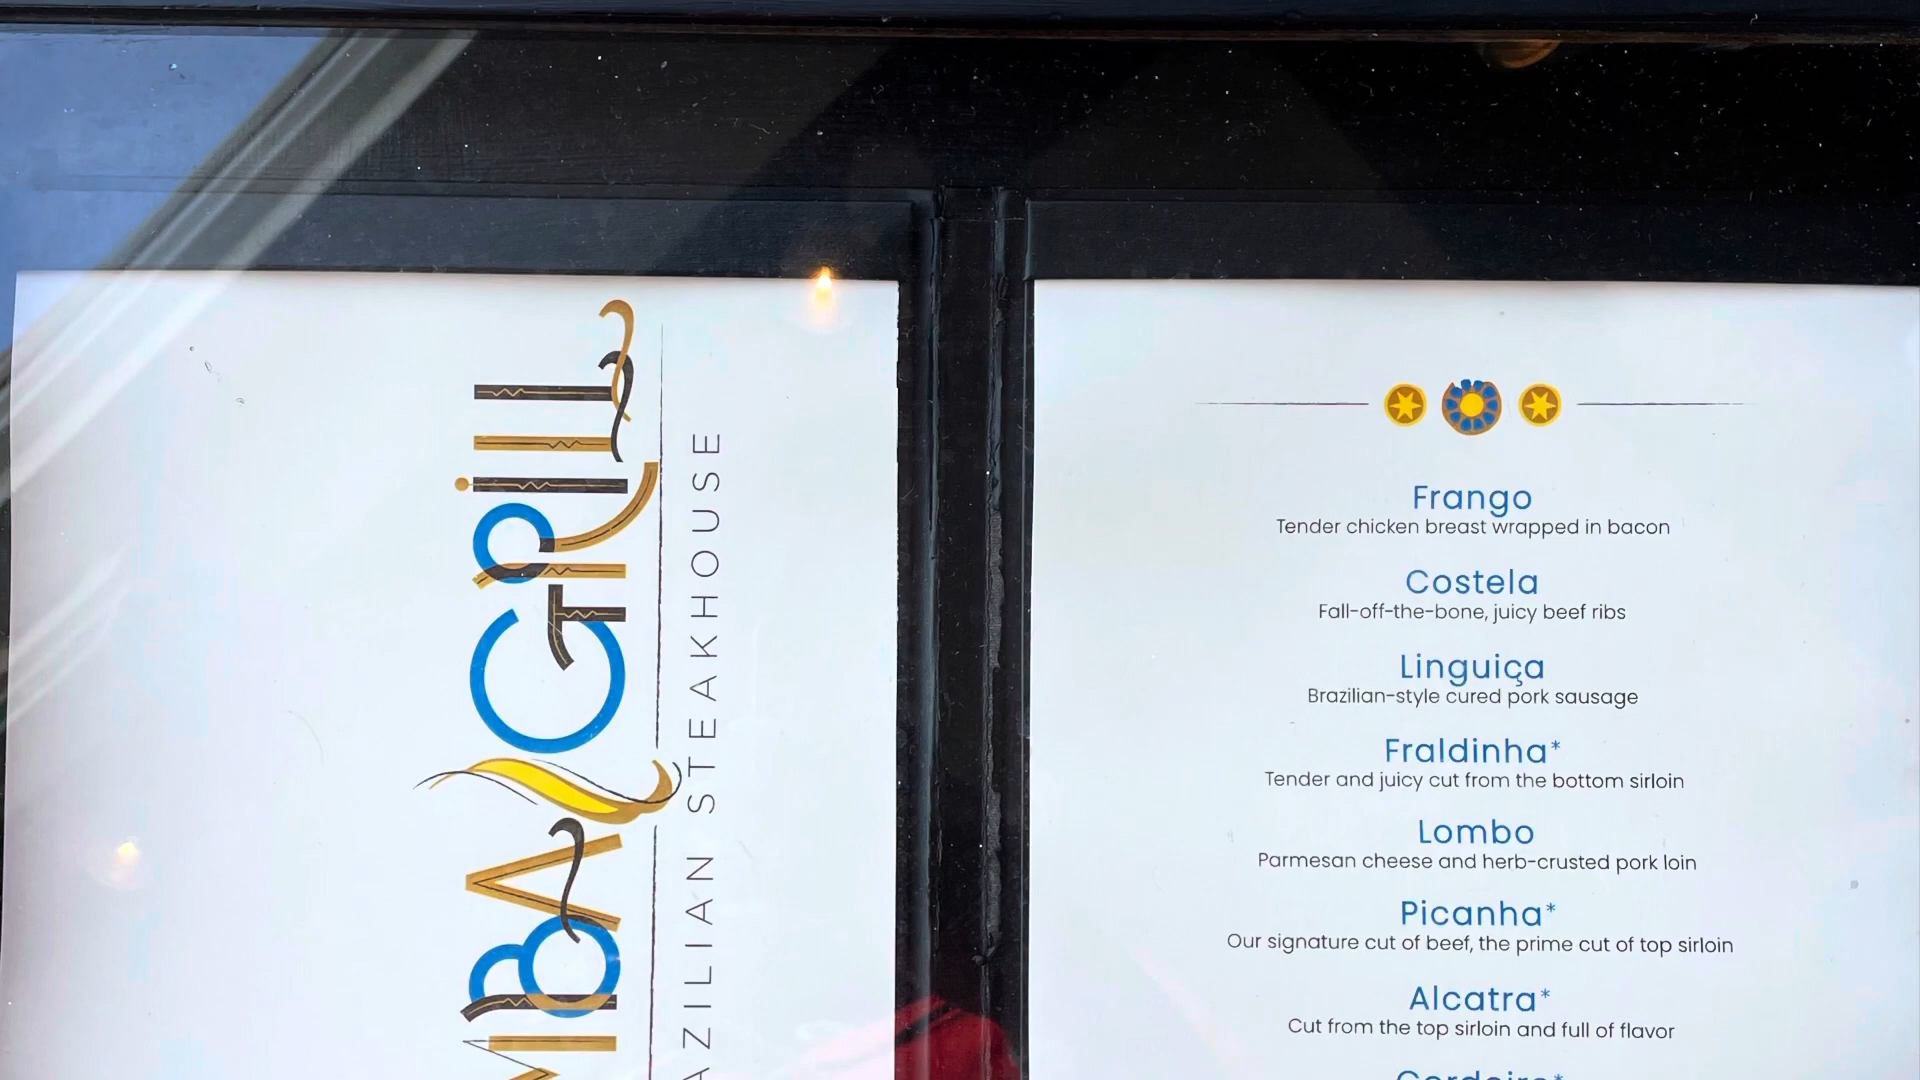 GRILL
STEAKHOUSE
Frango
Tender chicken breast wrapped in bacon
Costela
Fall-off-the-bone, juicy beef ribs
Linguiça
Brazilian-style cured pork sausage
Fraldinha*
Tender and juicy cut from the bottom sirloin
Lombo
Parmesan cheese and herb-crusted pork loin
Picanha*
Our signature cut of beef, the prime cut of top sirloin
Alcatra*
Cut from the top sirloin and full of flavor